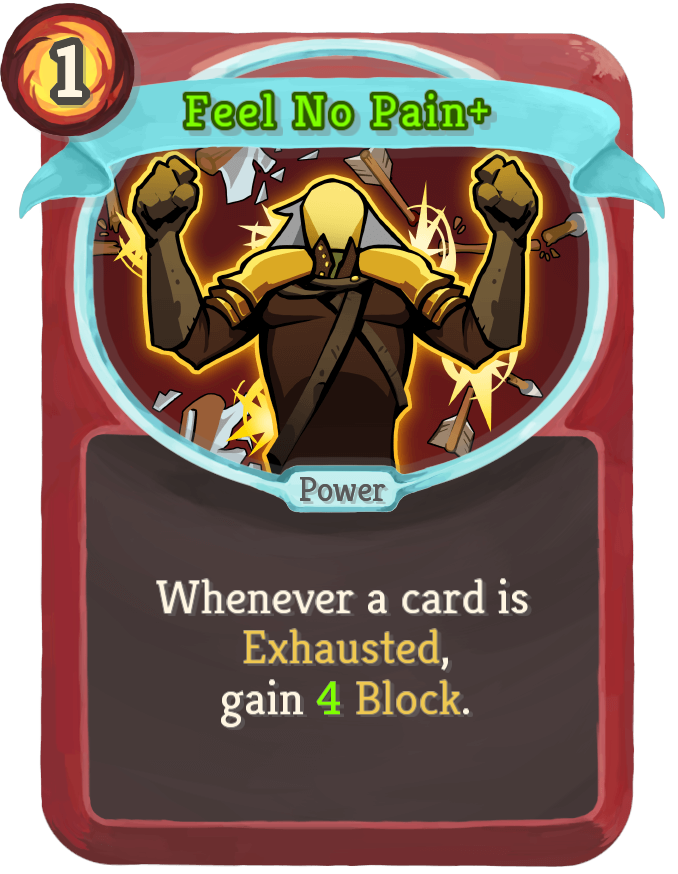 1
Feel No Pain+
Power
Whenever a card is
Exhausted,
gain 4 Block.